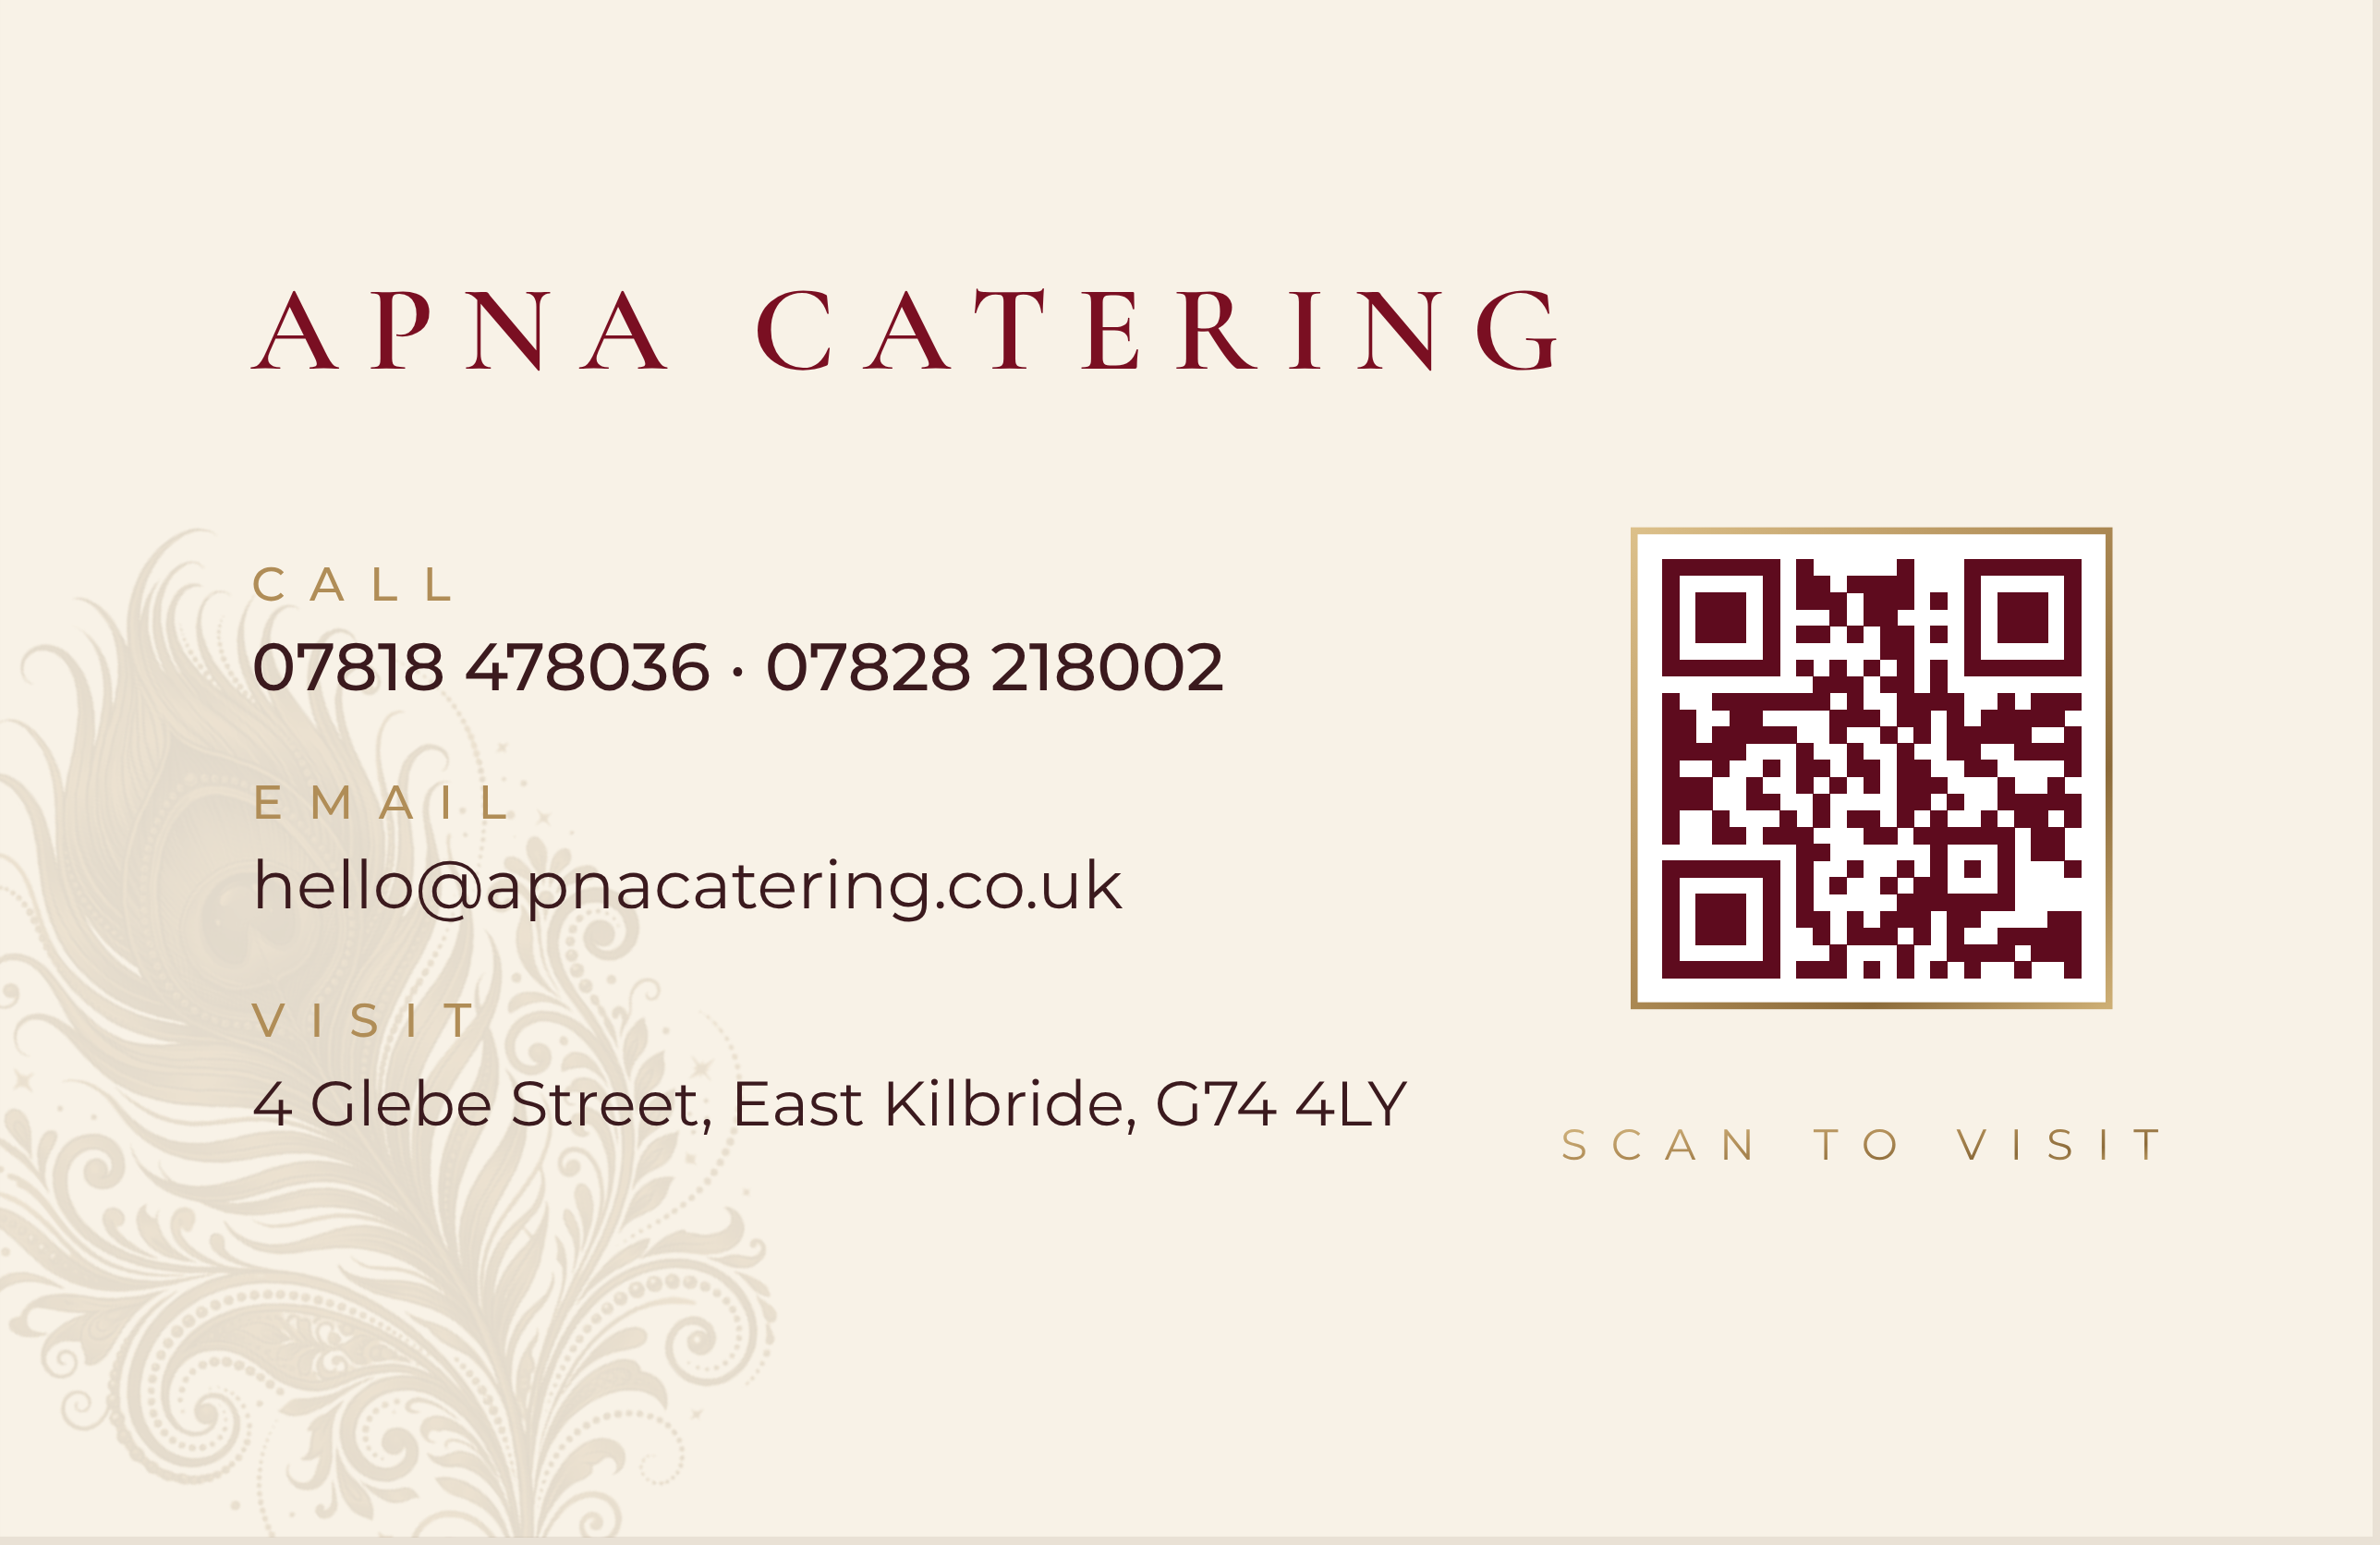 APNA CATERING
CALL
07818 478036 · 07828 218002
EMAIL
hello@apnacatering.co.uk
VISIT
4 Glebe Street, East Kilbride, G74 4LY
SCAN TO VISIT